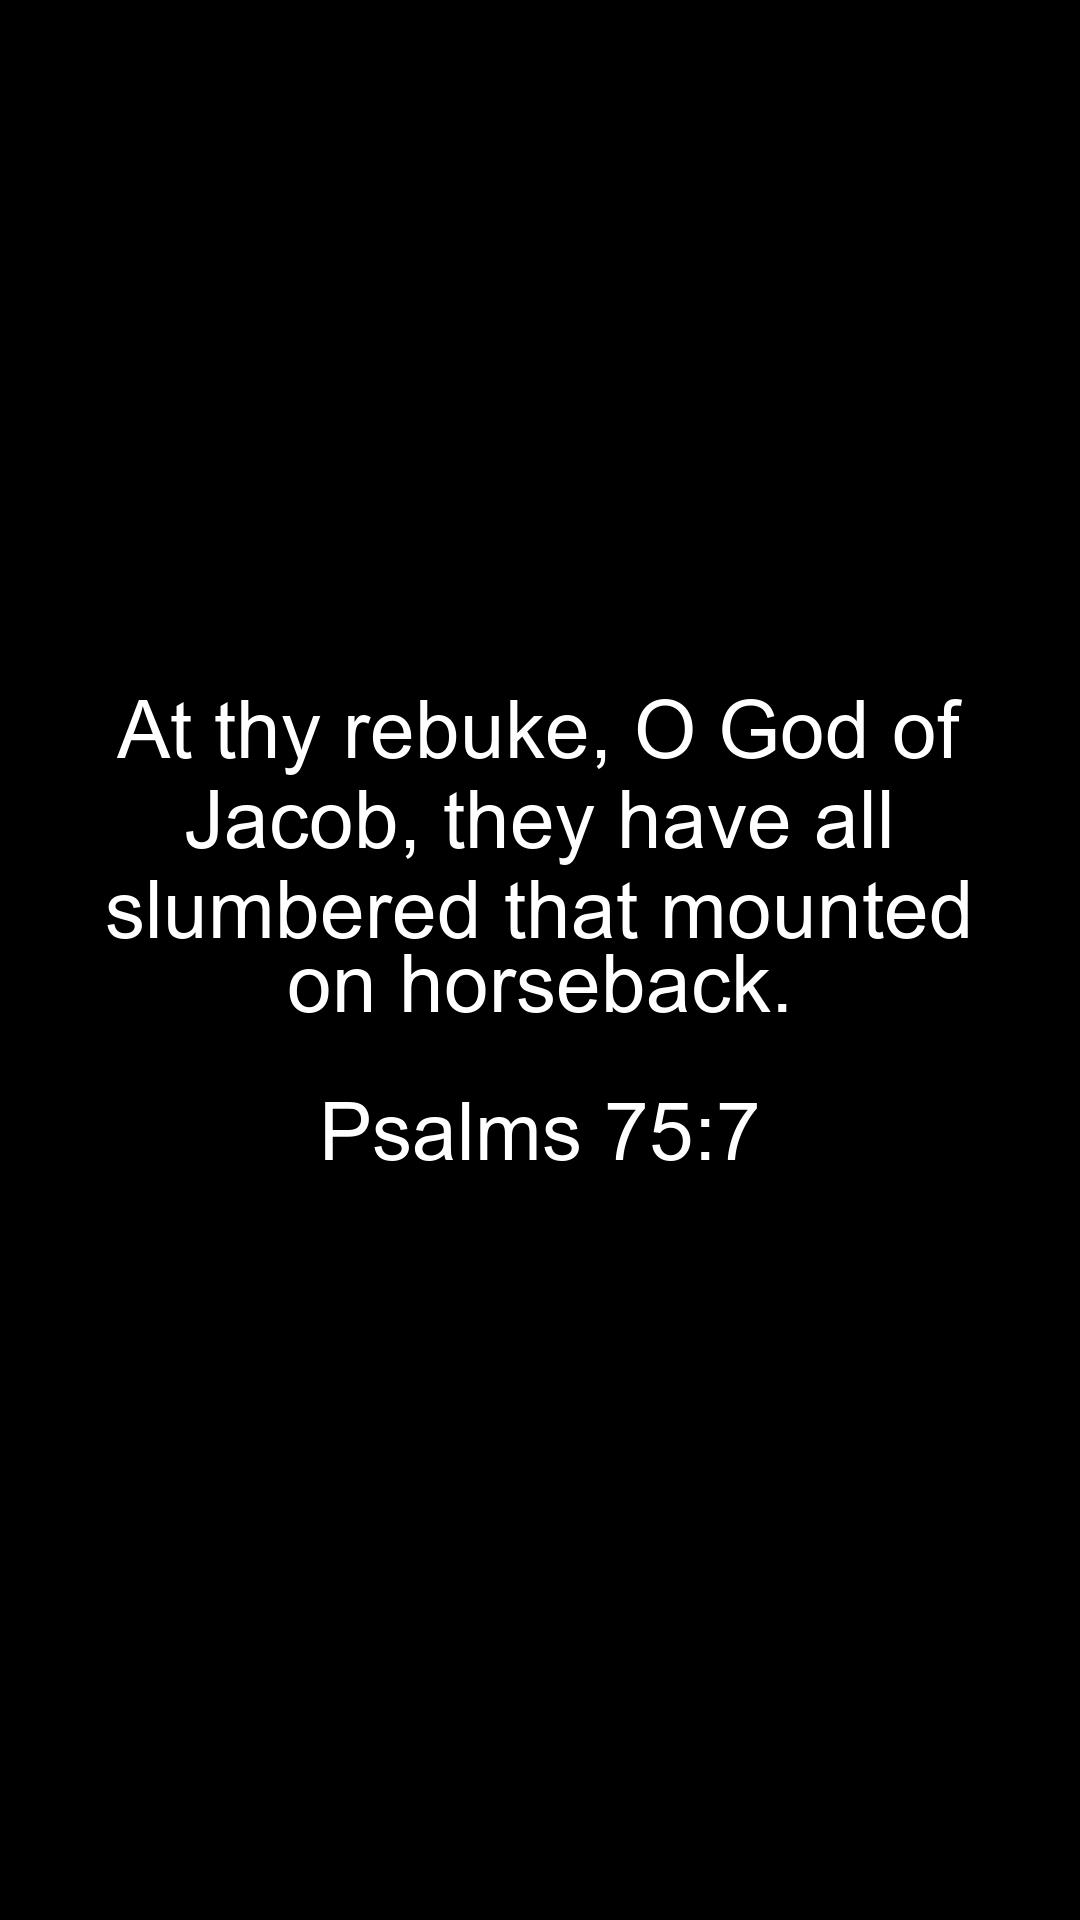 At thy rebuke, O God of
Jacob, they have all
slumbered that mounted
on horseback.
Psalms 75:7